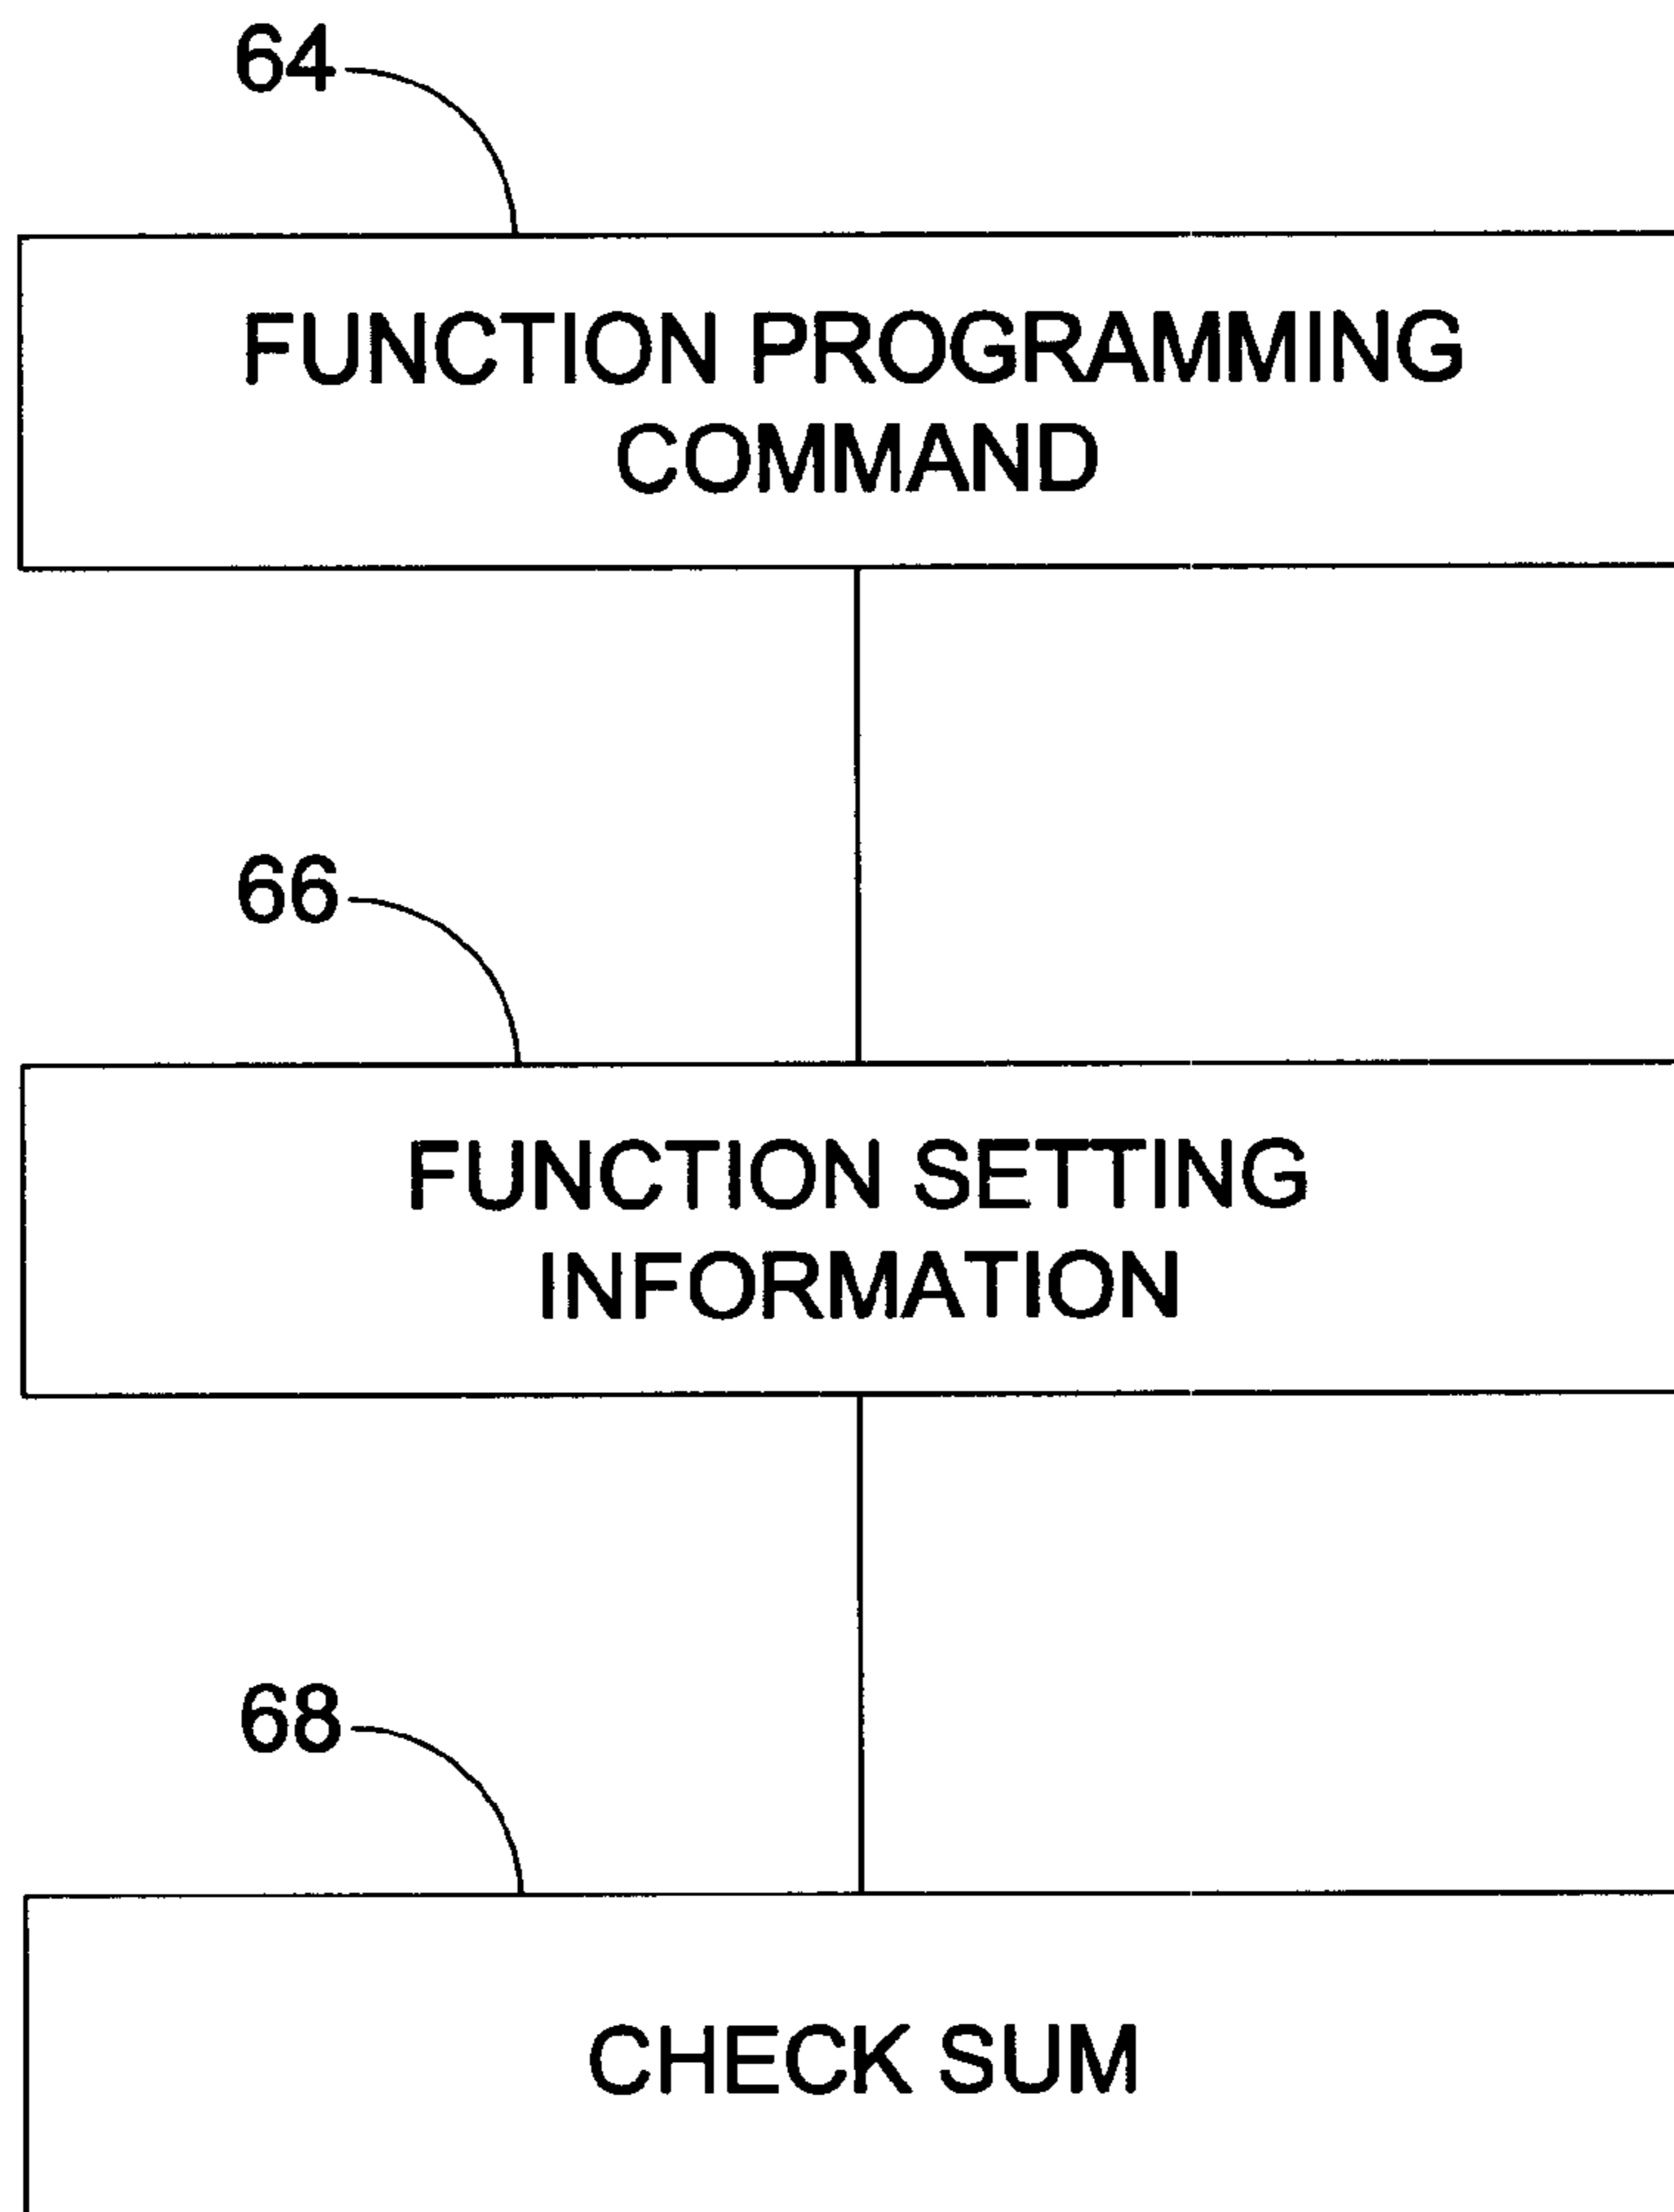 64
FUNCTION PROGRAMMING
COMMAND
66
FUNCTION SETTING
INFORMATION
68
CHECK SUM